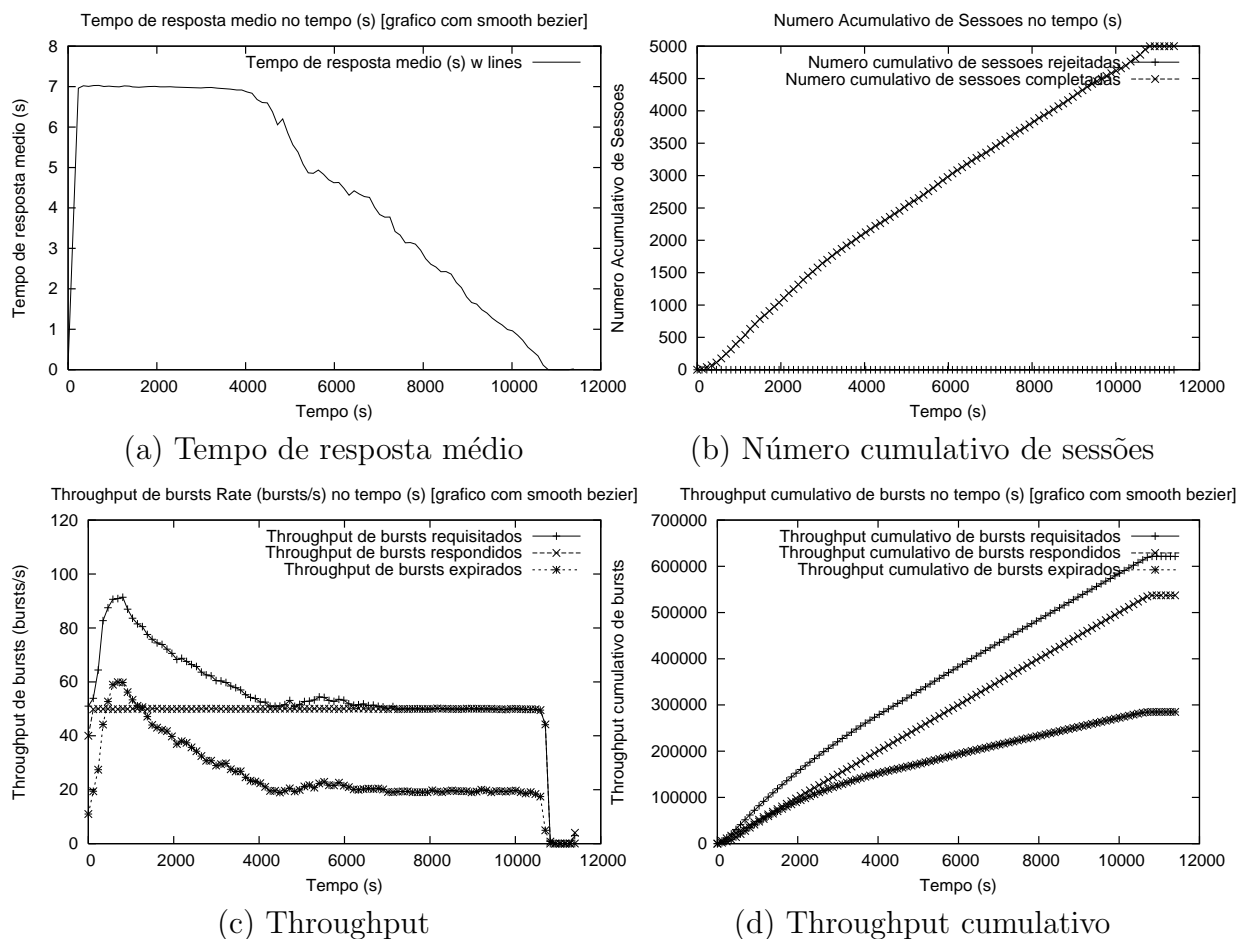 Tempo de resposta medio no tempo (s) [grafico com smooth bezier]
8
7
6
5
4
3
2
1
0
Tempo de resposta medio (s)
Tempo de resposta medio (s) w lines
0 2000 4000 6000 8000 10000 12000
Tempo (s)
(a) Tempo de resposta médio
Numero Acumulativo de Sessoes no tempo (s)
5000
4500
4000
3500
3000
2500
2000
1500
1000
500
0
Numero Acumulativo de Sessoes
Numero cumulativo de sessoes rejeitadas
Numero cumulativo de sessoes completadas
0 2000 4000 6000 8000 10000 12000
Tempo (s)
(b) Número cumulativo de sessões
Throughput de bursts Rate (bursts/s) no tempo (s) [grafico com smooth bezier]
120
100
80
60
40
20
0
Throughput de bursts (bursts/s)
Throughput de bursts requisitados
Throughput de bursts respondidos
Throughput de bursts expirados
0 2000 4000 6000 8000 10000 12000
Tempo (s)
(c) Throughput
Throughput cumulativo de bursts no tempo (s) [grafico com smooth bezier]
700000
600000
500000
400000
300000
200000
100000
0
Throughput cumulativo de bursts
Throughput cumulativo de bursts requisitados
Throughput cumulativo de bursts respondidos
Throughput cumulativo de bursts expirados
0 2000 4000 6000 8000 10000 12000
Tempo (s)
(d) Throughput cumulativo